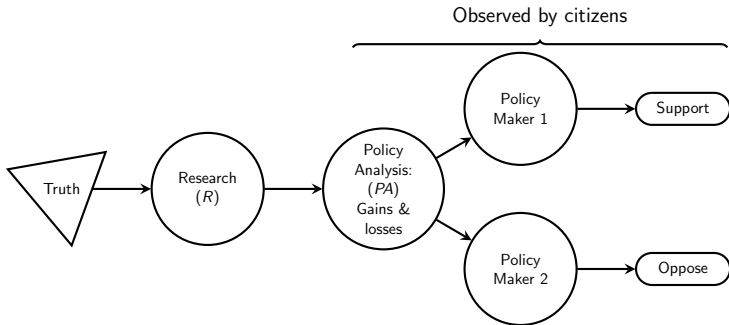 Observed by citizens
Truth
Research
(R)
Policy
Analysis:
(PA)
Gains &
losses
Policy
Maker 1
Support
Policy
Maker 2
Oppose